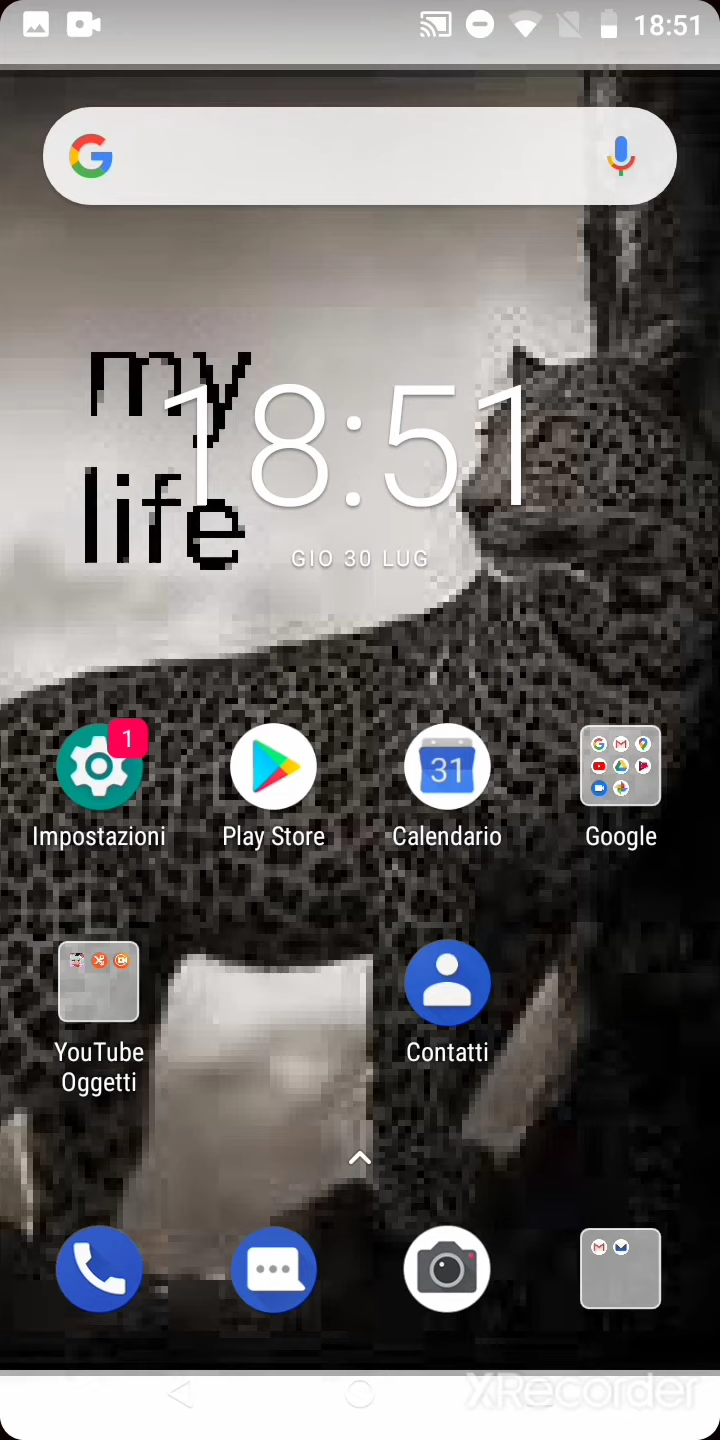 18:51
my
life
18:51
GIO 30 LUG
1
31
Impostazioni
Play Store
Calendario
Google
YouTube
Oggetti
Contatti
XRecorder